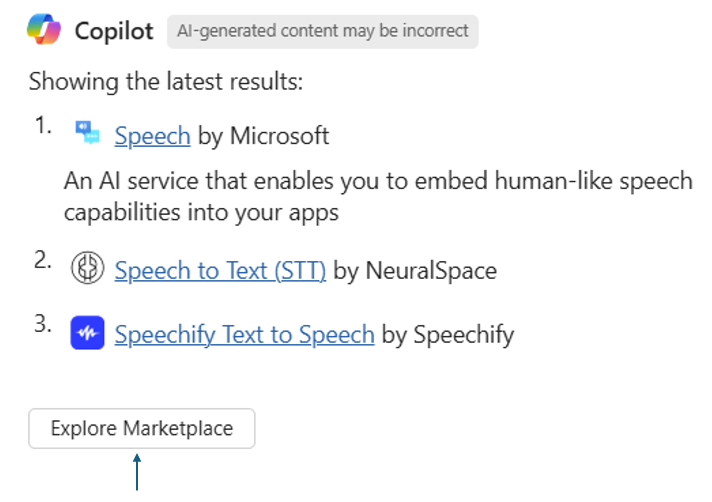 Copilot AI-generated content may be incorrect
Showing the latest results:
1. Speech by Microsoft
An AI service that enables you to embed human-like speech
capabilities into your apps
2. Speech to Text (STT) by NeuralSpace
3. Speechify Text to Speech by Speechify
Explore Marketplace